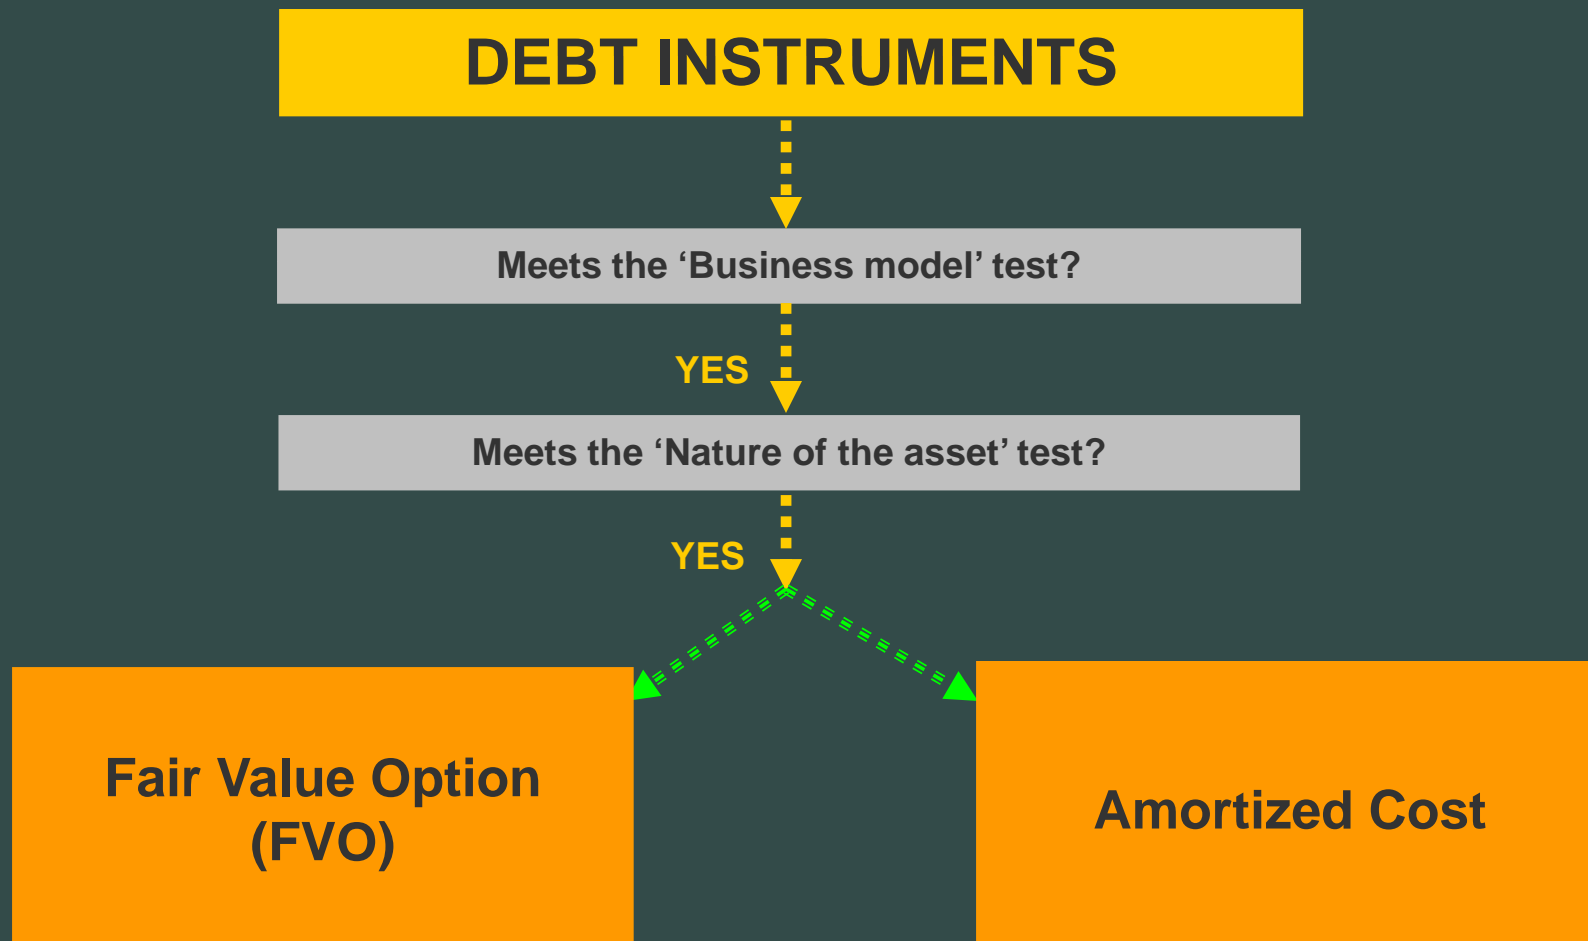 DEBT INSTRUMENTS
Meets the ‘Business model’ test?
YES
Meets the ‘Nature of the asset’ test?
YES
Fair Value Option
(FVO)
Amortized Cost